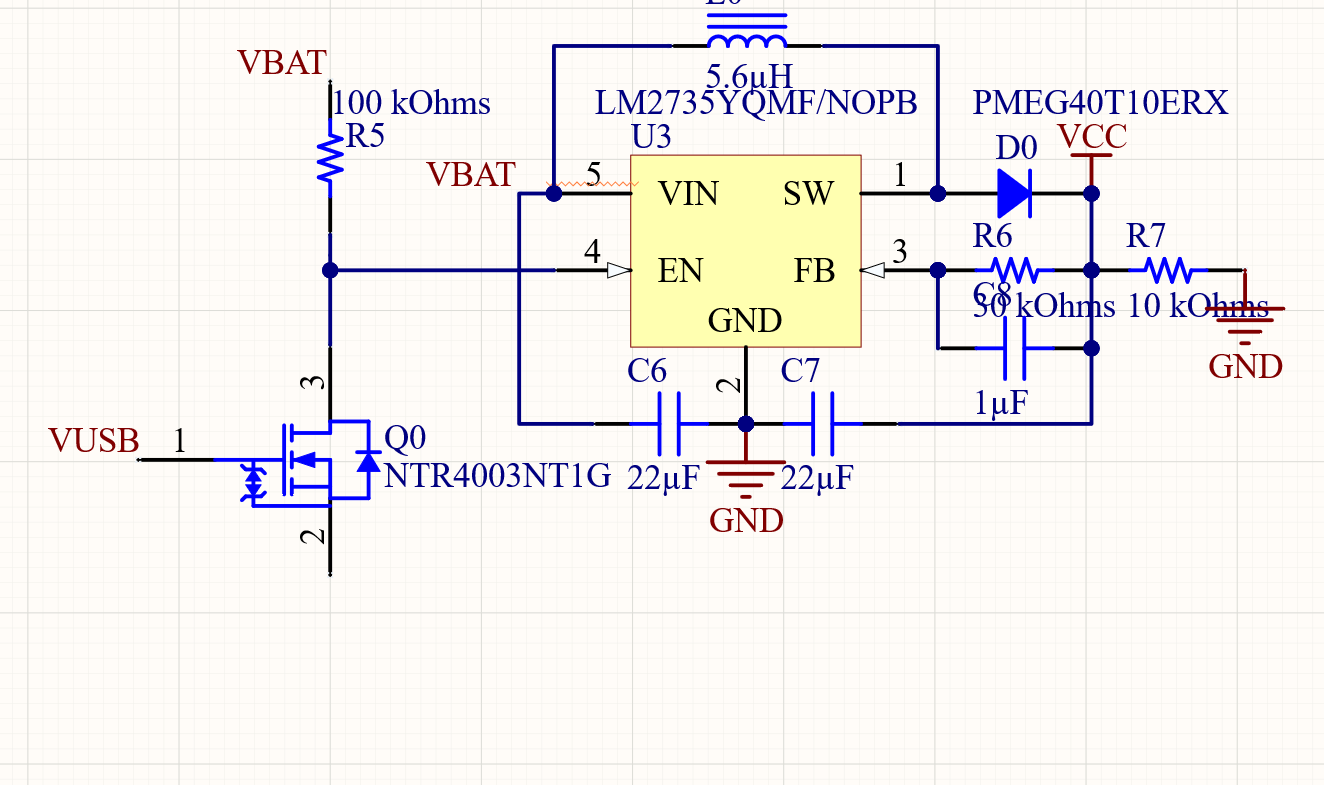 VBAT
100 kOhms
R5
5.6µH
LM2735YQMF/NOPB
PMEG40T10ERX
U3
VCC
D0
VBAT
5
VIN
SW
1
4
EN
FB
3
R6
R7
C8
30 kOhms
10 kOhms
GND
2
GND
C6
C7
1µF
3
VUSB
1
Q0
NTR4003NT1G
22µF
22µF
GND
2